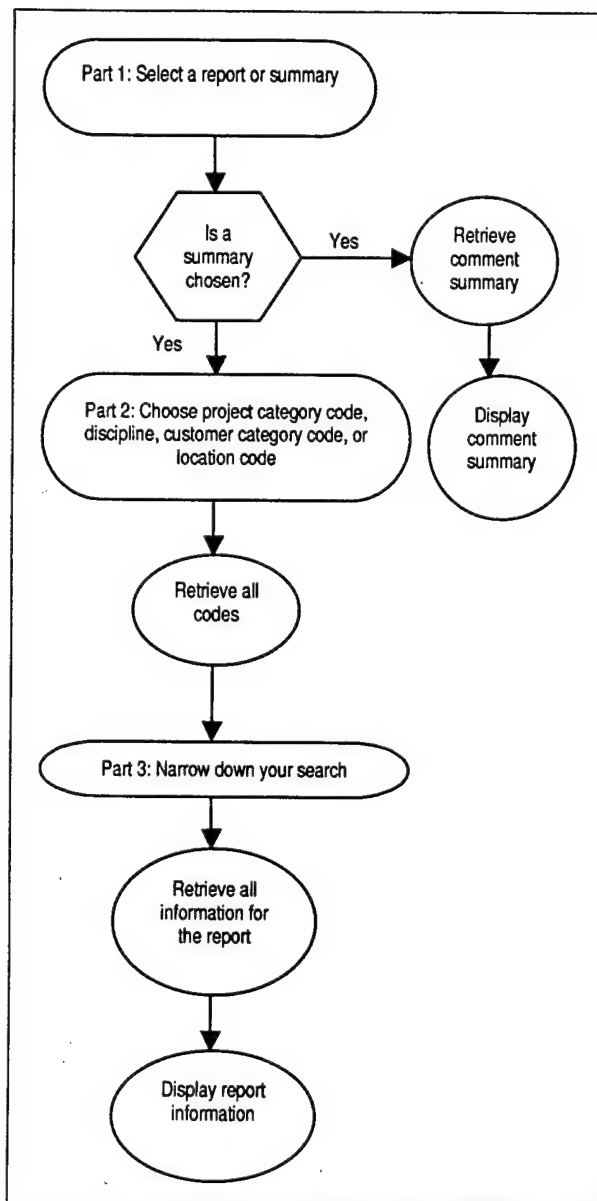 Part 1: Select a report or summary
Is a
summary
chosen?
Yes
Retrieve
comment
summary
Yes
Display
comment
summary
Part 2: Choose project category code,
discipline, customer category code, or
location code
Retrieve all
codes
Part 3: Narrow down your search
Retrieve all
information for
the report
Display report
information